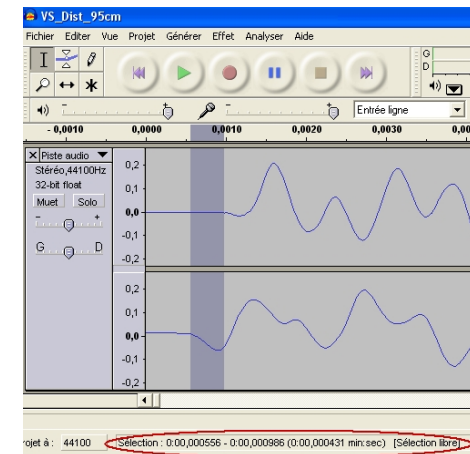 VS_Dist_95cm
Fichier Editer Vue Projet Générer Effet Analyser Aide
G
D
Entrée ligne
- 0,0010 0,0000 0,0010 0,0020 0,0030 0,00
Piste audio
Stéréo,44100Hz
32-bit float
Muet Solo
- +
G D
0,2
0,1
0,0
-0,1
-0,2
0,2
0,1
0,0
-0,1
-0,2
rojet à : 44100 Sélection : 0:00,000556 - 0:00,000986 (0:00,000431 min:sec) [Sélection libre]